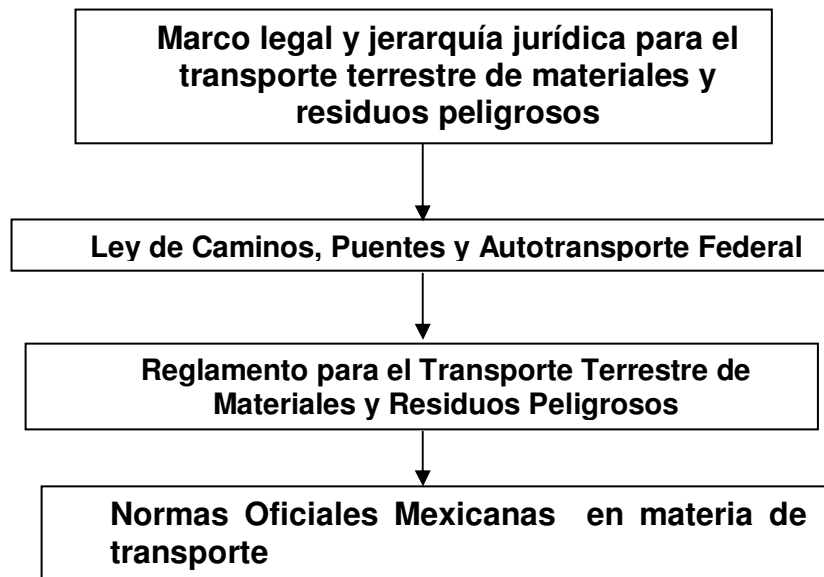 Marco legal y jerarquía jurídica para el
transporte terrestre de materiales y
residuos peligrosos
Ley de Caminos, Puentes y Autotransporte Federal
Reglamento para el Transporte Terrestre de
Materiales y Residuos Peligrosos
Normas Oficiales Mexicanas en materia de
transporte